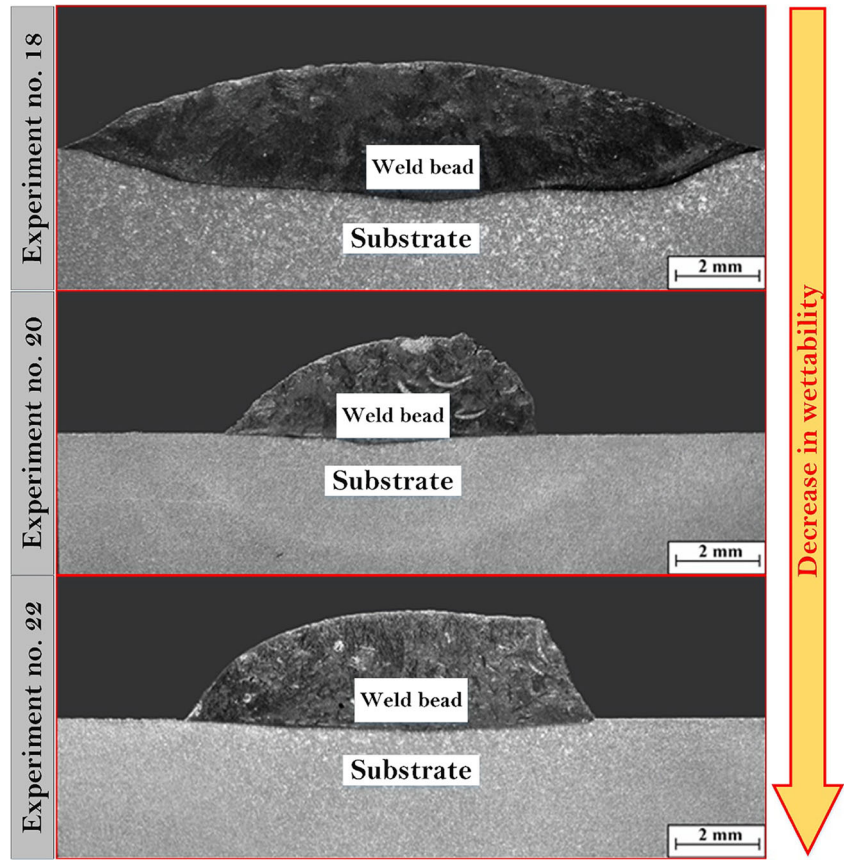 Experiment no. 18
Weld bead
Substrate
2 mm
Experiment no. 20
Weld bead
Substrate
2 mm
Experiment no. 22
Weld bead
Substrate
2 mm
Decrease in wettability